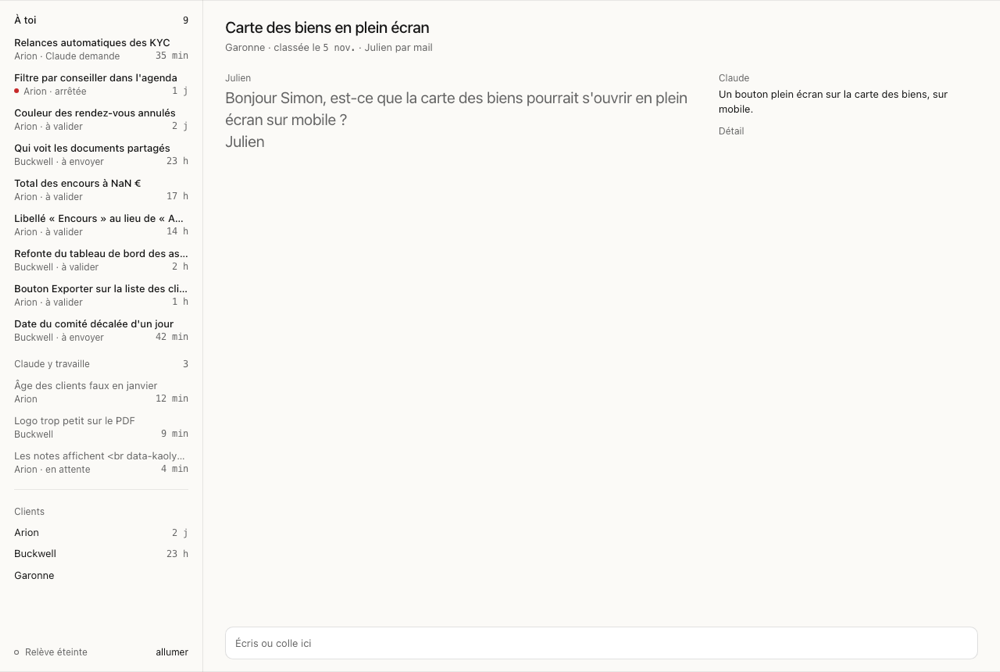 À toi 9
Relances automatiques des KYC
Arion · Claude demande 35 min
Filtre par conseiller dans l'agenda
Arion · arrêtée 1 j
Couleur des rendez-vous annulés
Arion · à valider 2 j
Qui voit les documents partagés
Buckwell · à envoyer 23 h
Total des encours à NaN €
Arion · à valider 17 h
Libellé « Encours » au lieu de « A...
Arion · à valider 14 h
Refonte du tableau de bord des as...
Buckwell · à valider 2 h
Bouton Exporter sur la liste des cli...
Arion · à valider 1 h
Date du comité décalée d'un jour
Buckwell · à envoyer 42 min
Claude y travaille 3
Âge des clients faux en janvier
Arion 12 min
Logo trop petit sur le PDF
Buckwell 9 min
Les notes affichent <br data-kaoly...
Arion · en attente 4 min
Clients
Arion 2 j
Buckwell 23 h
Garonne
Relève éteinte allumer
Carte des biens en plein écran
Garonne · classée le 5 nov. · Julien par mail
Julien
Bonjour Simon, est-ce que la carte des biens pourrait s'ouvrir en plein
écran sur mobile ?
Julien
Claude
Un bouton plein écran sur la carte des biens, sur
mobile.
Détail
Écris ou colle ici